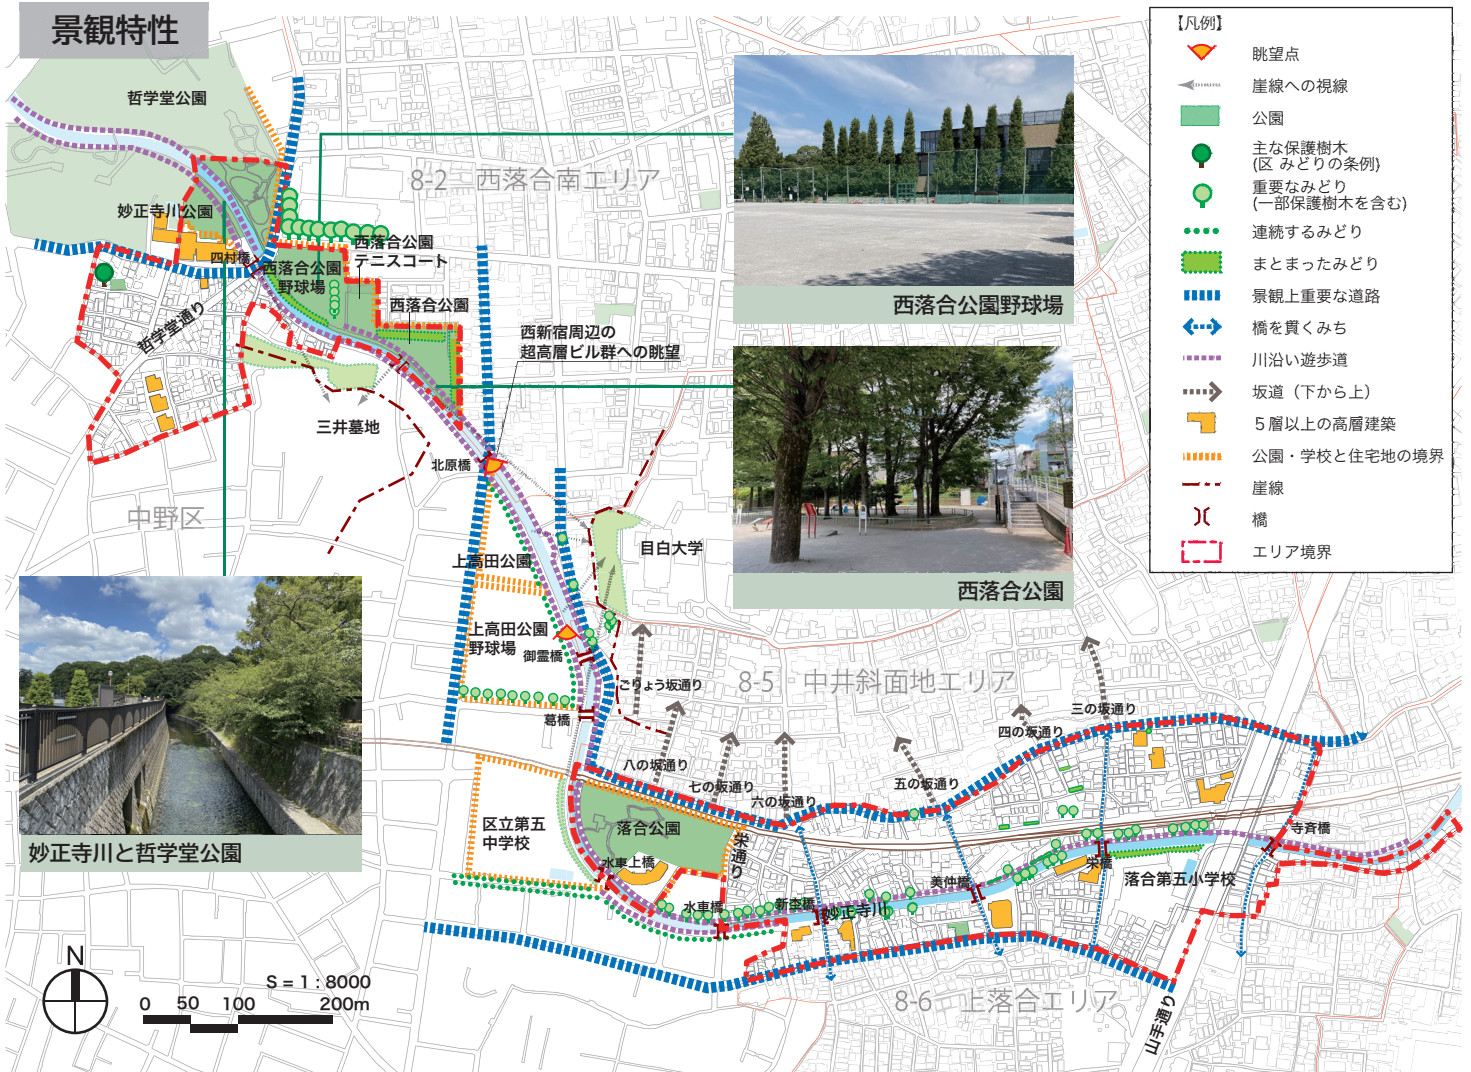 景観特性
哲学堂公園
妙正寺川公園
四村橋
哲学堂通り
西落合公園
野球場
西落合公園
テニスコート
西落合公園
8-2　西落合南エリア
西新宿周辺の
超高層ビル群への眺望
三井墓地
北原橋
中野区
目白大学
上高田公園
上高田公園
野球場
御霊橋
ごりょう坂通り
葛橋
8-5　中井斜面地エリア
八の坂通り
七の坂通り
六の坂通り
五の坂通り
四の坂通り
三の坂通り
区立第五
中学校
落合公園
栄通り
水車上橋
水車橋
新杢橋
妙正寺川
美仲橋
栄橋
落合第五小学校
寺斉橋
山手通り
8-6　上落合エリア
西落合公園野球場
西落合公園
妙正寺川と哲学堂公園
N
S = 1 : 8000
0 50 100 200m
【凡例】
眺望点
崖線への視線
公園
主な保護樹木
(区 みどりの条例)
重要なみどり
(一部保護樹木を含む)
連続するみどり
まとまったみどり
景観上重要な道路
橋を貫くみち
川沿い遊歩道
坂道（下から上）
５層以上の高層建築
公園・学校と住宅地の境界
崖線
橋
エリア境界